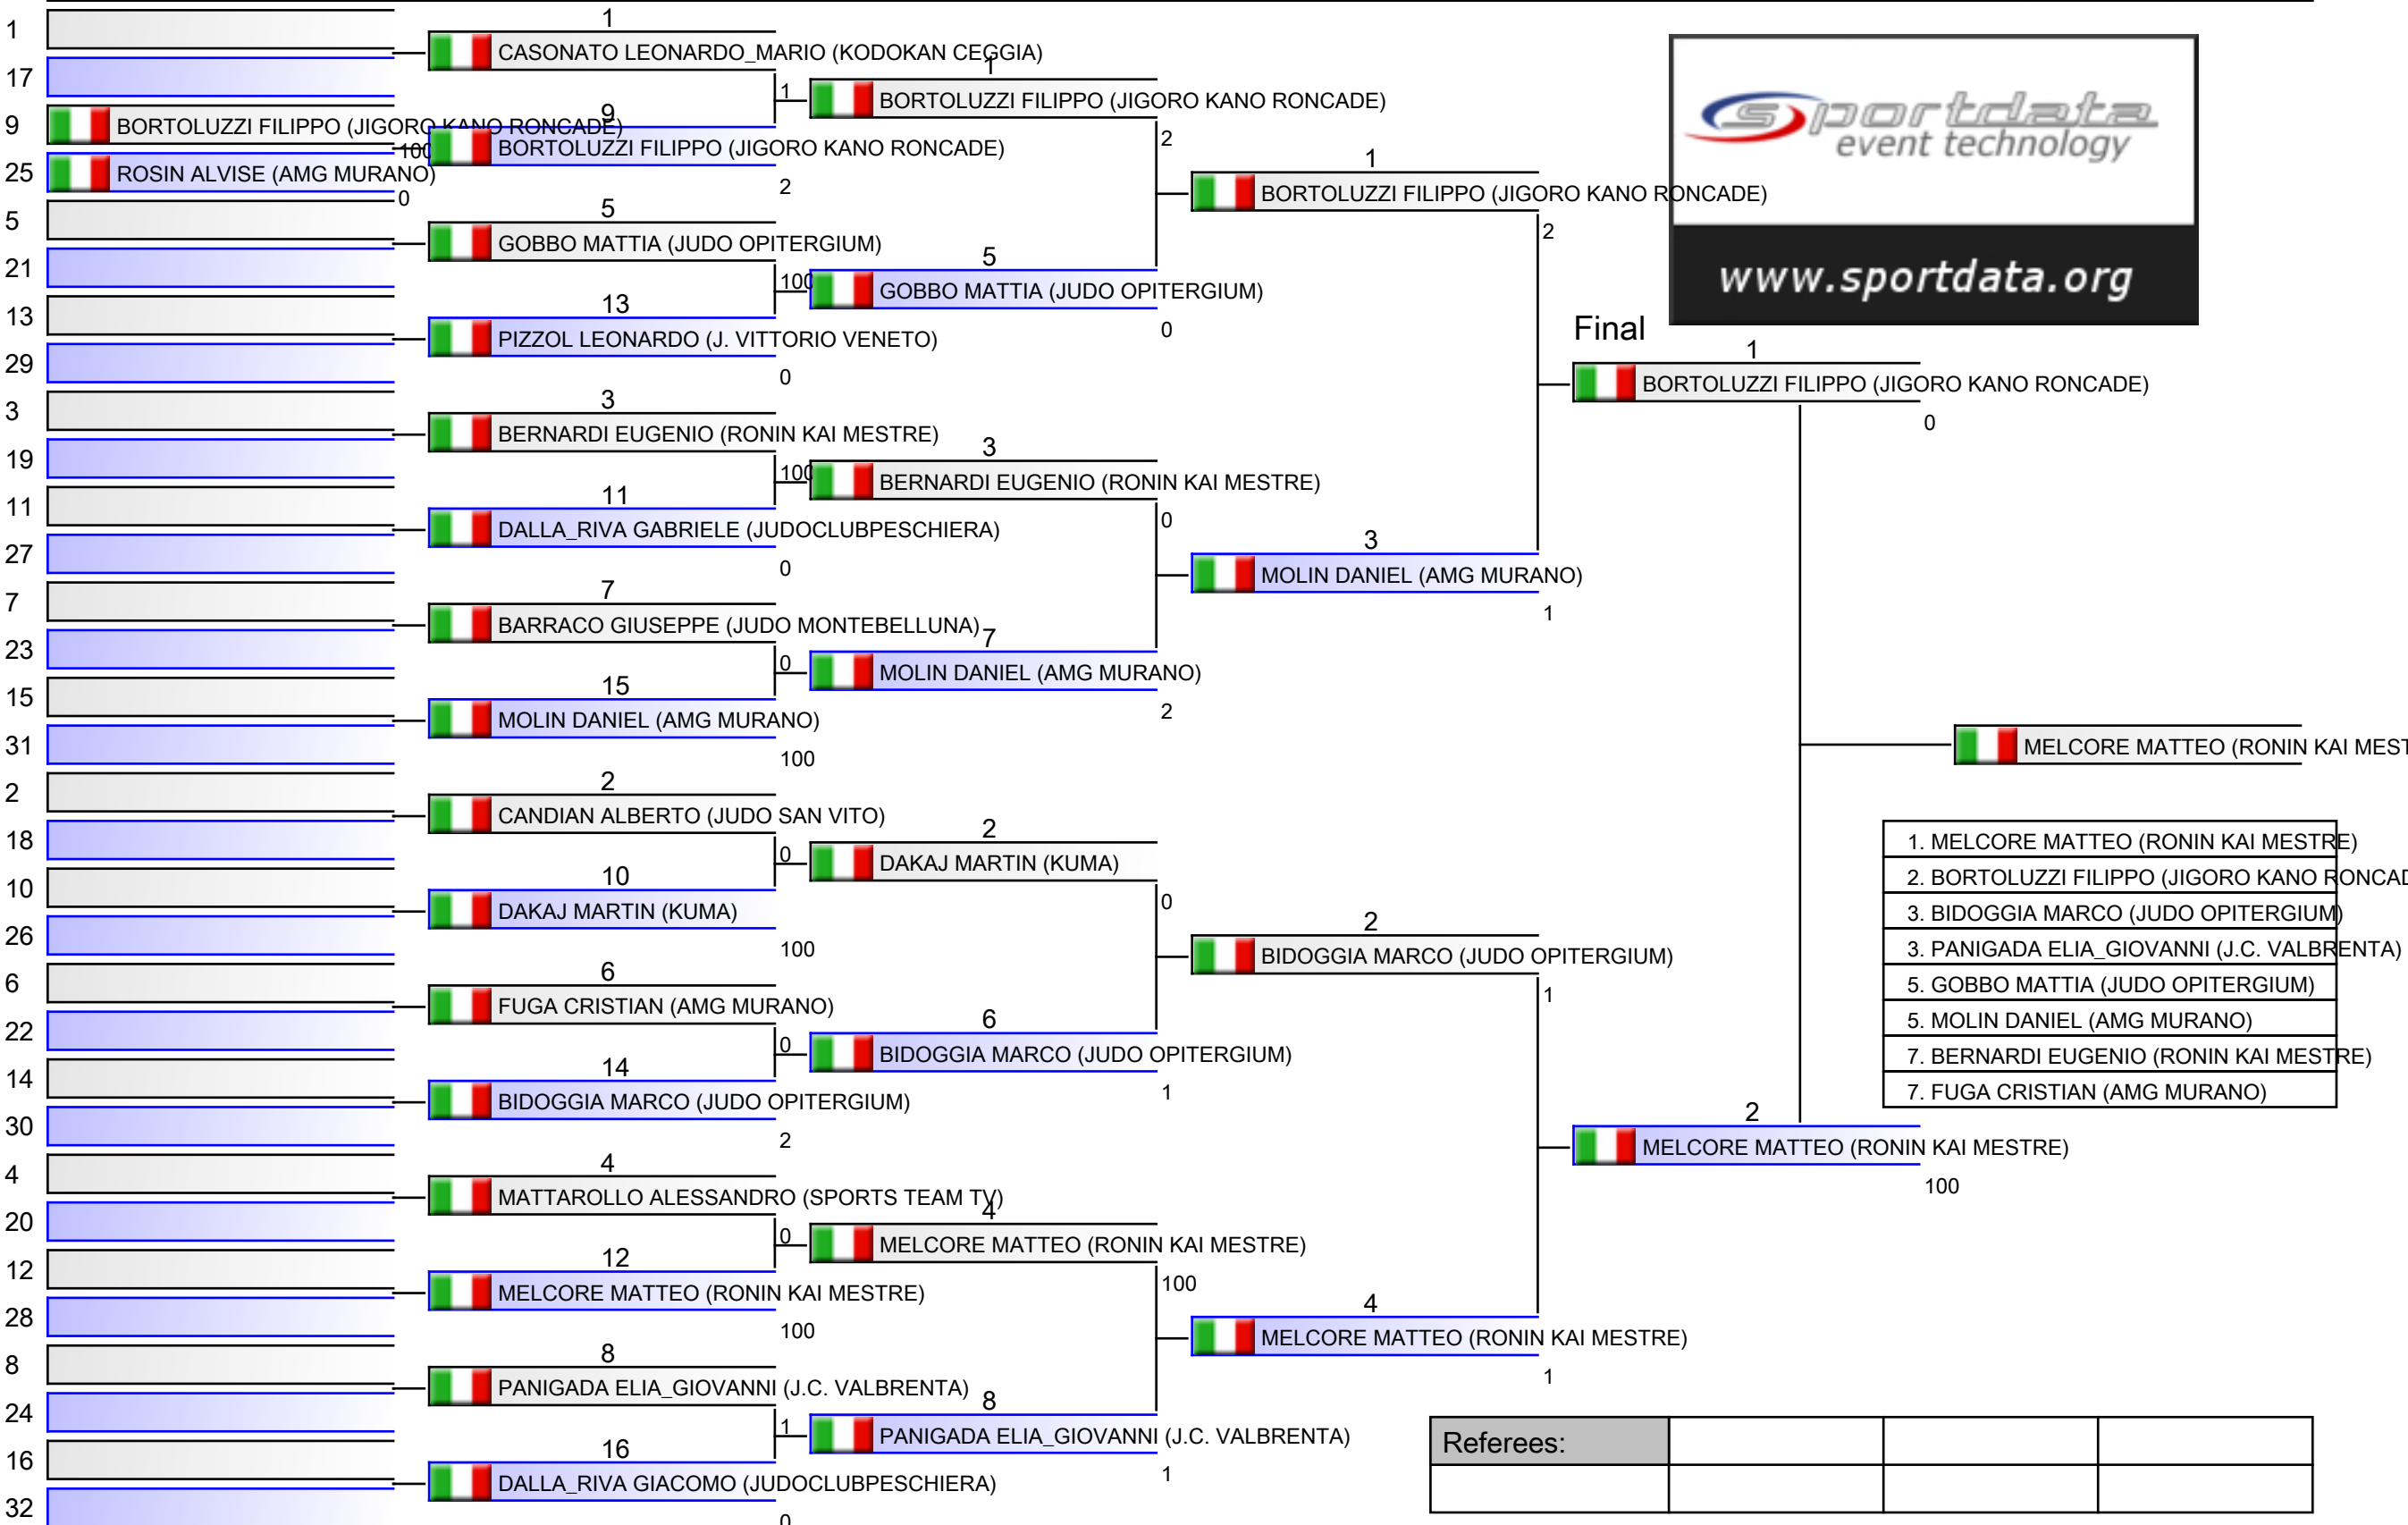 1
17
9
BORTOLUZZI FILIPPO (JIGORO KANO RONCADE)
100
25
ROSIN ALVISE (AMG MURANO)
0
5
21
13
29
3
19
11
27
7
23
15
31
2
18
10
26
6
22
14
30
4
20
12
28
8
24
16
32
1
CASONATO LEONARDO_MARIO (KODOKAN CEGGIA)
1
9
BORTOLUZZI FILIPPO (JIGORO KANO RONCADE)
2
5
GOBBO MATTIA (JUDO OPITERGIUM)
100
13
PIZZOL LEONARDO (J. VITTORIO VENETO)
0
3
BERNARDI EUGENIO (RONIN KAI MESTRE)
100
11
DALLA_RIVA GABRIELE (JUDOCLUBPESCHIERA)
0
7
BARRACO GIUSEPPE (JUDO MONTEBELLUNA)
0
15
MOLIN DANIEL (AMG MURANO)
100
2
CANDIAN ALBERTO (JUDO SAN VITO)
0
10
DAKAJ MARTIN (KUMA)
100
6
FUGA CRISTIAN (AMG MURANO)
0
14
BIDOGGIA MARCO (JUDO OPITERGIUM)
2
4
MATTAROLLO ALESSANDRO (SPORTS TEAM TV)
0
12
MELCORE MATTEO (RONIN KAI MESTRE)
100
8
PANIGADA ELIA_GIOVANNI (J.C. VALBRENTA)
1
16
DALLA_RIVA GIACOMO (JUDOCLUBPESCHIERA)
0
1
BORTOLUZZI FILIPPO (JIGORO KANO RONCADE)
2
5
GOBBO MATTIA (JUDO OPITERGIUM)
0
3
BERNARDI EUGENIO (RONIN KAI MESTRE)
0
7
MOLIN DANIEL (AMG MURANO)
2
2
DAKAJ MARTIN (KUMA)
0
6
BIDOGGIA MARCO (JUDO OPITERGIUM)
1
4
MELCORE MATTEO (RONIN KAI MESTRE)
100
8
PANIGADA ELIA_GIOVANNI (J.C. VALBRENTA)
1
1
BORTOLUZZI FILIPPO (JIGORO KANO RONCADE)
2
3
MOLIN DANIEL (AMG MURANO)
1
2
BIDOGGIA MARCO (JUDO OPITERGIUM)
1
4
MELCORE MATTEO (RONIN KAI MESTRE)
1
sportdata
event technology
www.sportdata.org
Final
1
BORTOLUZZI FILIPPO (JIGORO KANO RONCADE)
0
2
MELCORE MATTEO (RONIN KAI MESTRE)
100
MELCORE MATTEO (RONIN KAI MEST
1. MELCORE MATTEO (RONIN KAI MESTRE)
2. BORTOLUZZI FILIPPO (JIGORO KANO RONCAD
3. BIDOGGIA MARCO (JUDO OPITERGIUM)
3. PANIGADA ELIA_GIOVANNI (J.C. VALBRENTA)
5. GOBBO MATTIA (JUDO OPITERGIUM)
5. MOLIN DANIEL (AMG MURANO)
7. BERNARDI EUGENIO (RONIN KAI MESTRE)
7. FUGA CRISTIAN (AMG MURANO)
Referees: